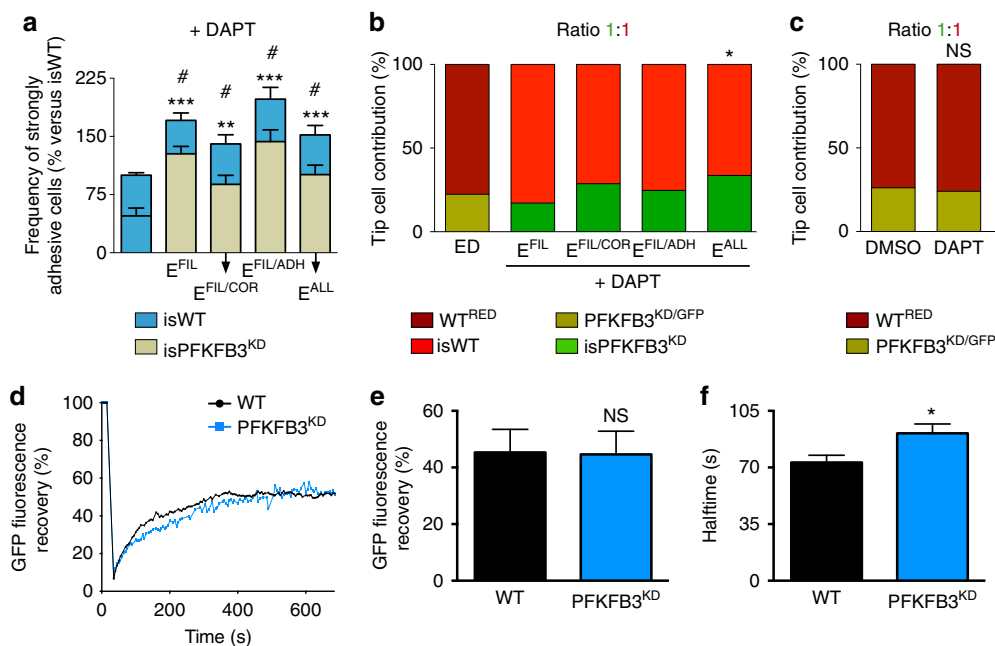 a
+ DAPT
Frequency of strongly
adhesive cells (% versus isWT)
225
150
75
0
#
***
#
**
#
***
#
***
E^FIL
E^FIL/COR
E^FIL/ADH
E^ALL
isWT
isPFKFB3^KD
b
Ratio 1:1
Tip cell contribution (%)
100
50
0
*
ED
E^FIL
E^FIL/COR
E^FIL/ADH
E^ALL
+ DAPT
WT^RED
PFKFB3^KD/GFP
isWT
isPFKFB3^KD
c
Ratio 1:1
NS
Tip cell contribution (%)
100
50
0
DMSO
DAPT
WT^RED
PFKFB3^KD/GFP
d
GFP fluorescence
recovery (%)
100
80
60
40
20
0
WT
PFKFB3^KD
0
200
400
600
Time (s)
e
GFP fluorescence
recovery (%)
60
40
20
0
NS
WT
PFKFB3^KD
f
Halftime (s)
105
70
35
0
*
WT
PFKFB3^KD